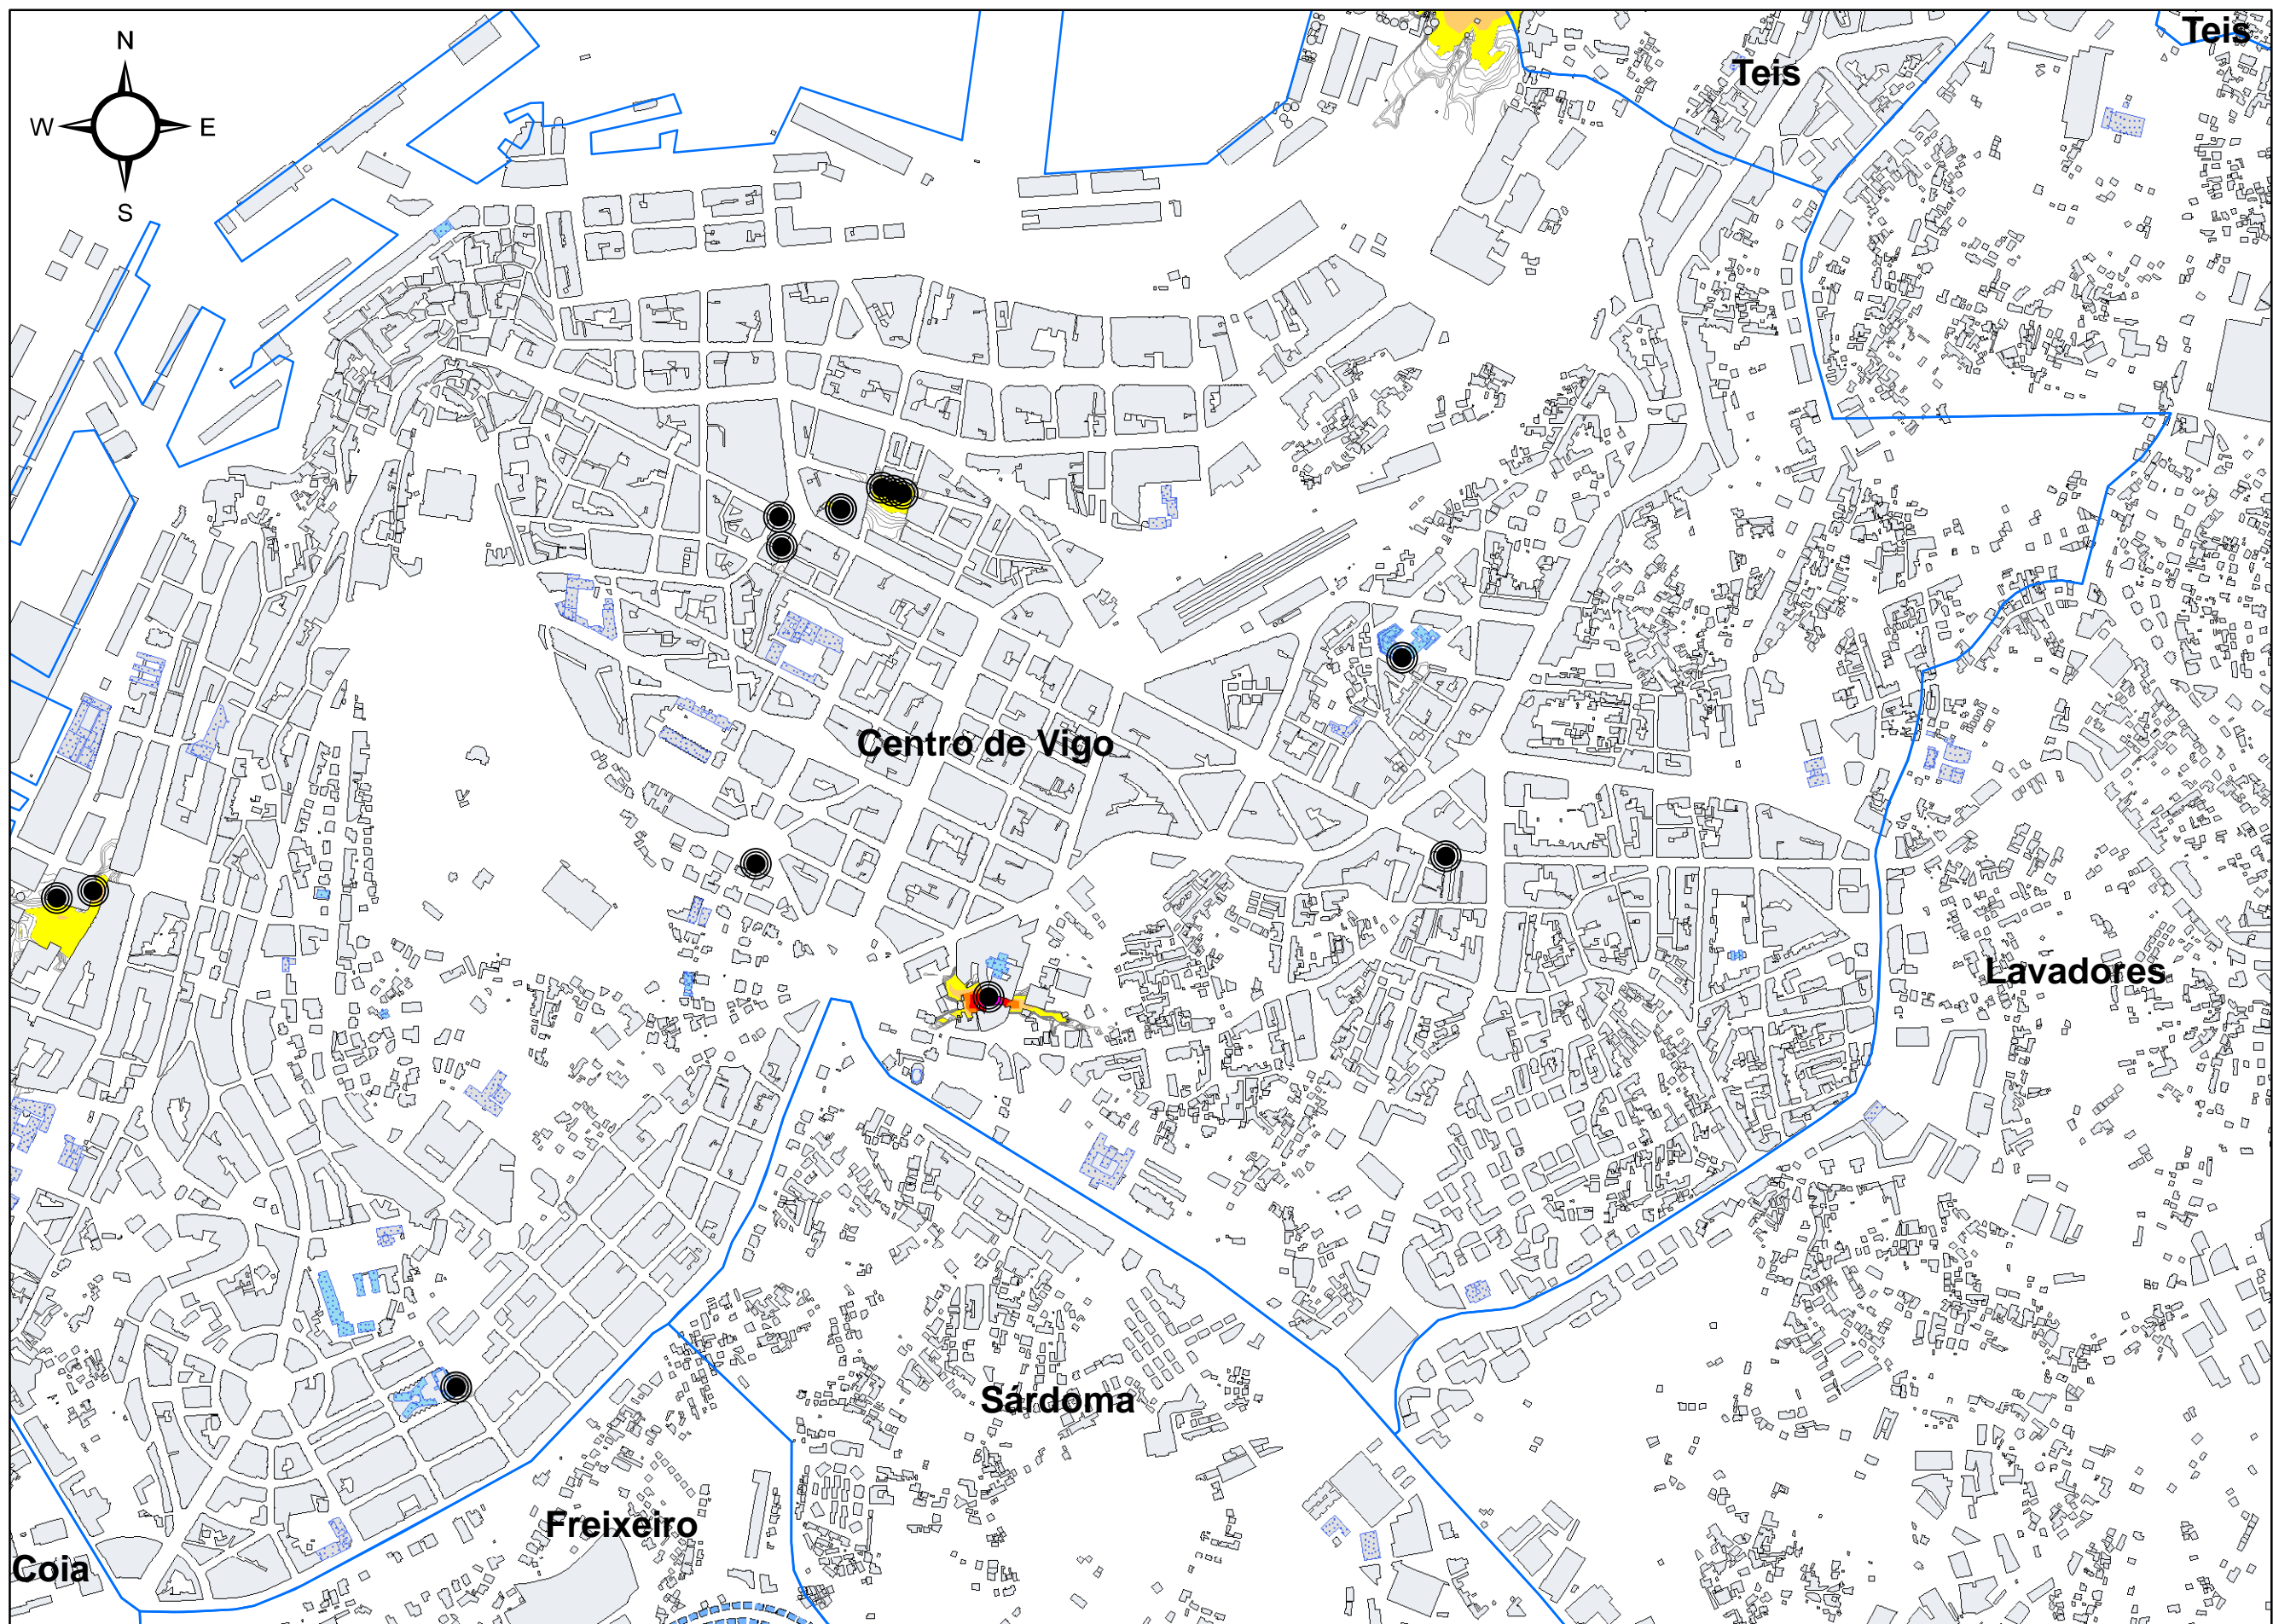 Teis
N
Teis
W
E
S
Centro de Vigo
Lavadores
Sárdoma
Freixeiro
Coia